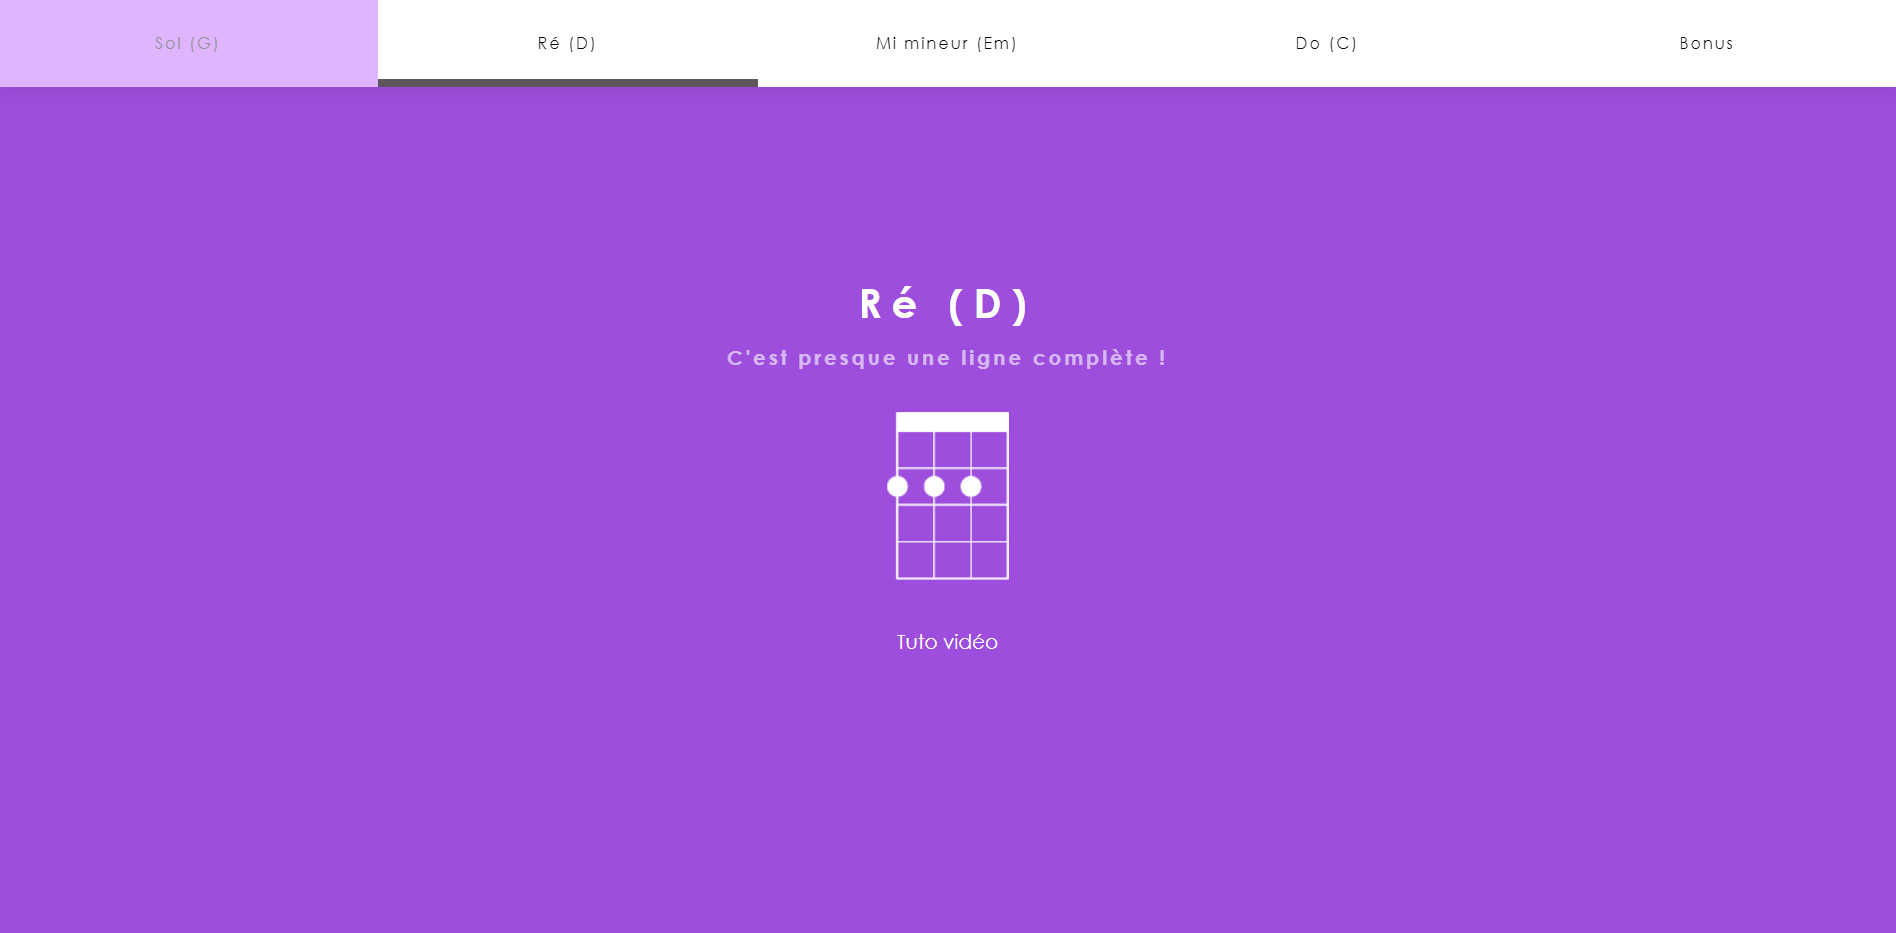 Sol (G)
Ré (D)
Mi mineur (Em)
Do (C)
Bonus
Ré (D)
C'est presque une ligne complète !
Tuto vidéo